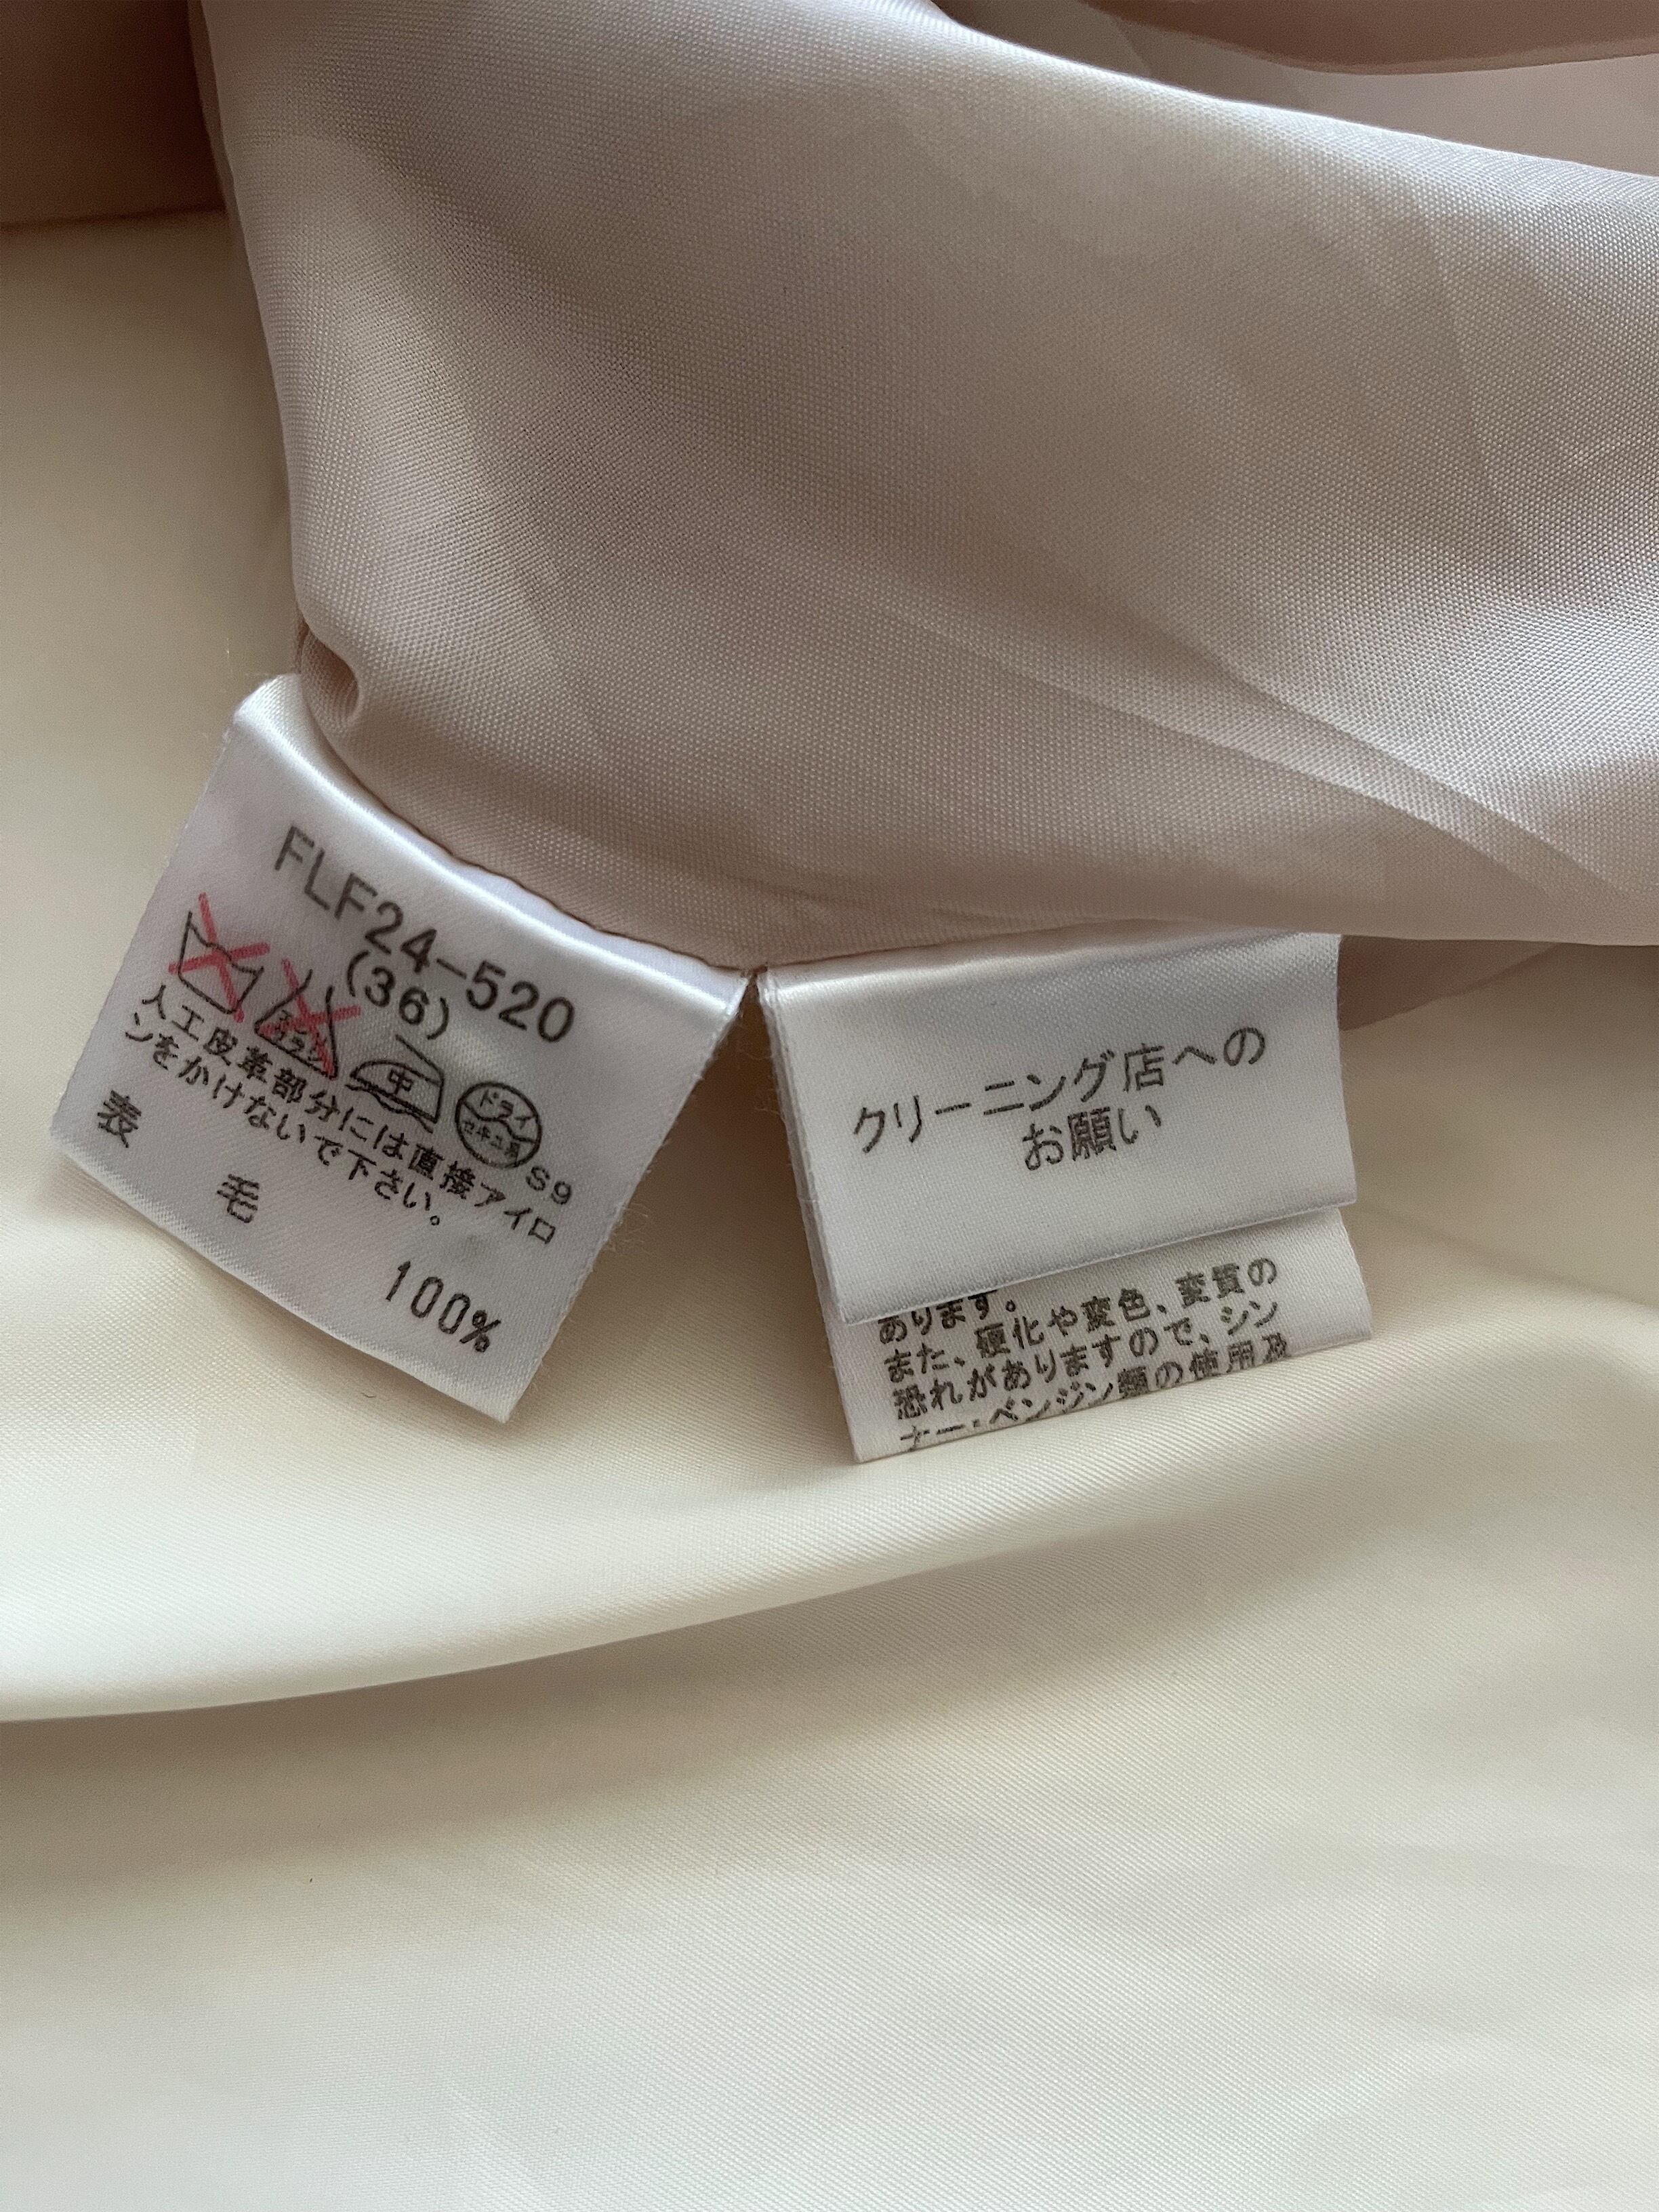 FLF24-520
(36)
中
ドライ
セキユ系
S9
人工皮革部分には直接アイロ
ンをかけないで下さい。
表
毛
100%
クリーニング店への
お願い
あります。
また、硬化や変色、変質の
恐れがありますので、シン
ナー・ベンジン類の使用及